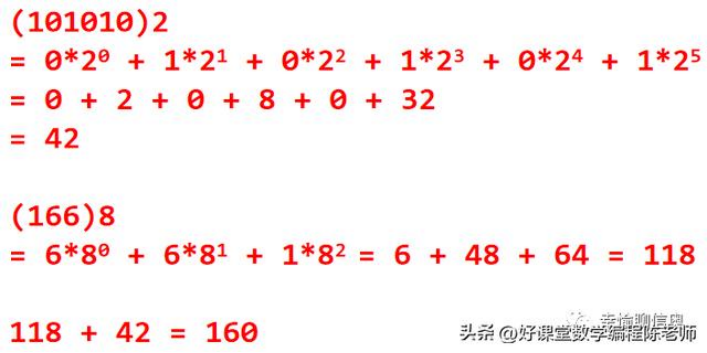 (101010)2
= 0*2⁰ + 1*2¹ + 0*2² + 1*2³ + 0*2⁴ + 1*2⁵
= 0 + 2 + 0 + 8 + 0 + 32
= 42
(166)8
= 6*8⁰ + 6*8¹ + 1*8² = 6 + 48 + 64 = 118
118 + 42 = 160
头条 @好课堂数学编程陈老师